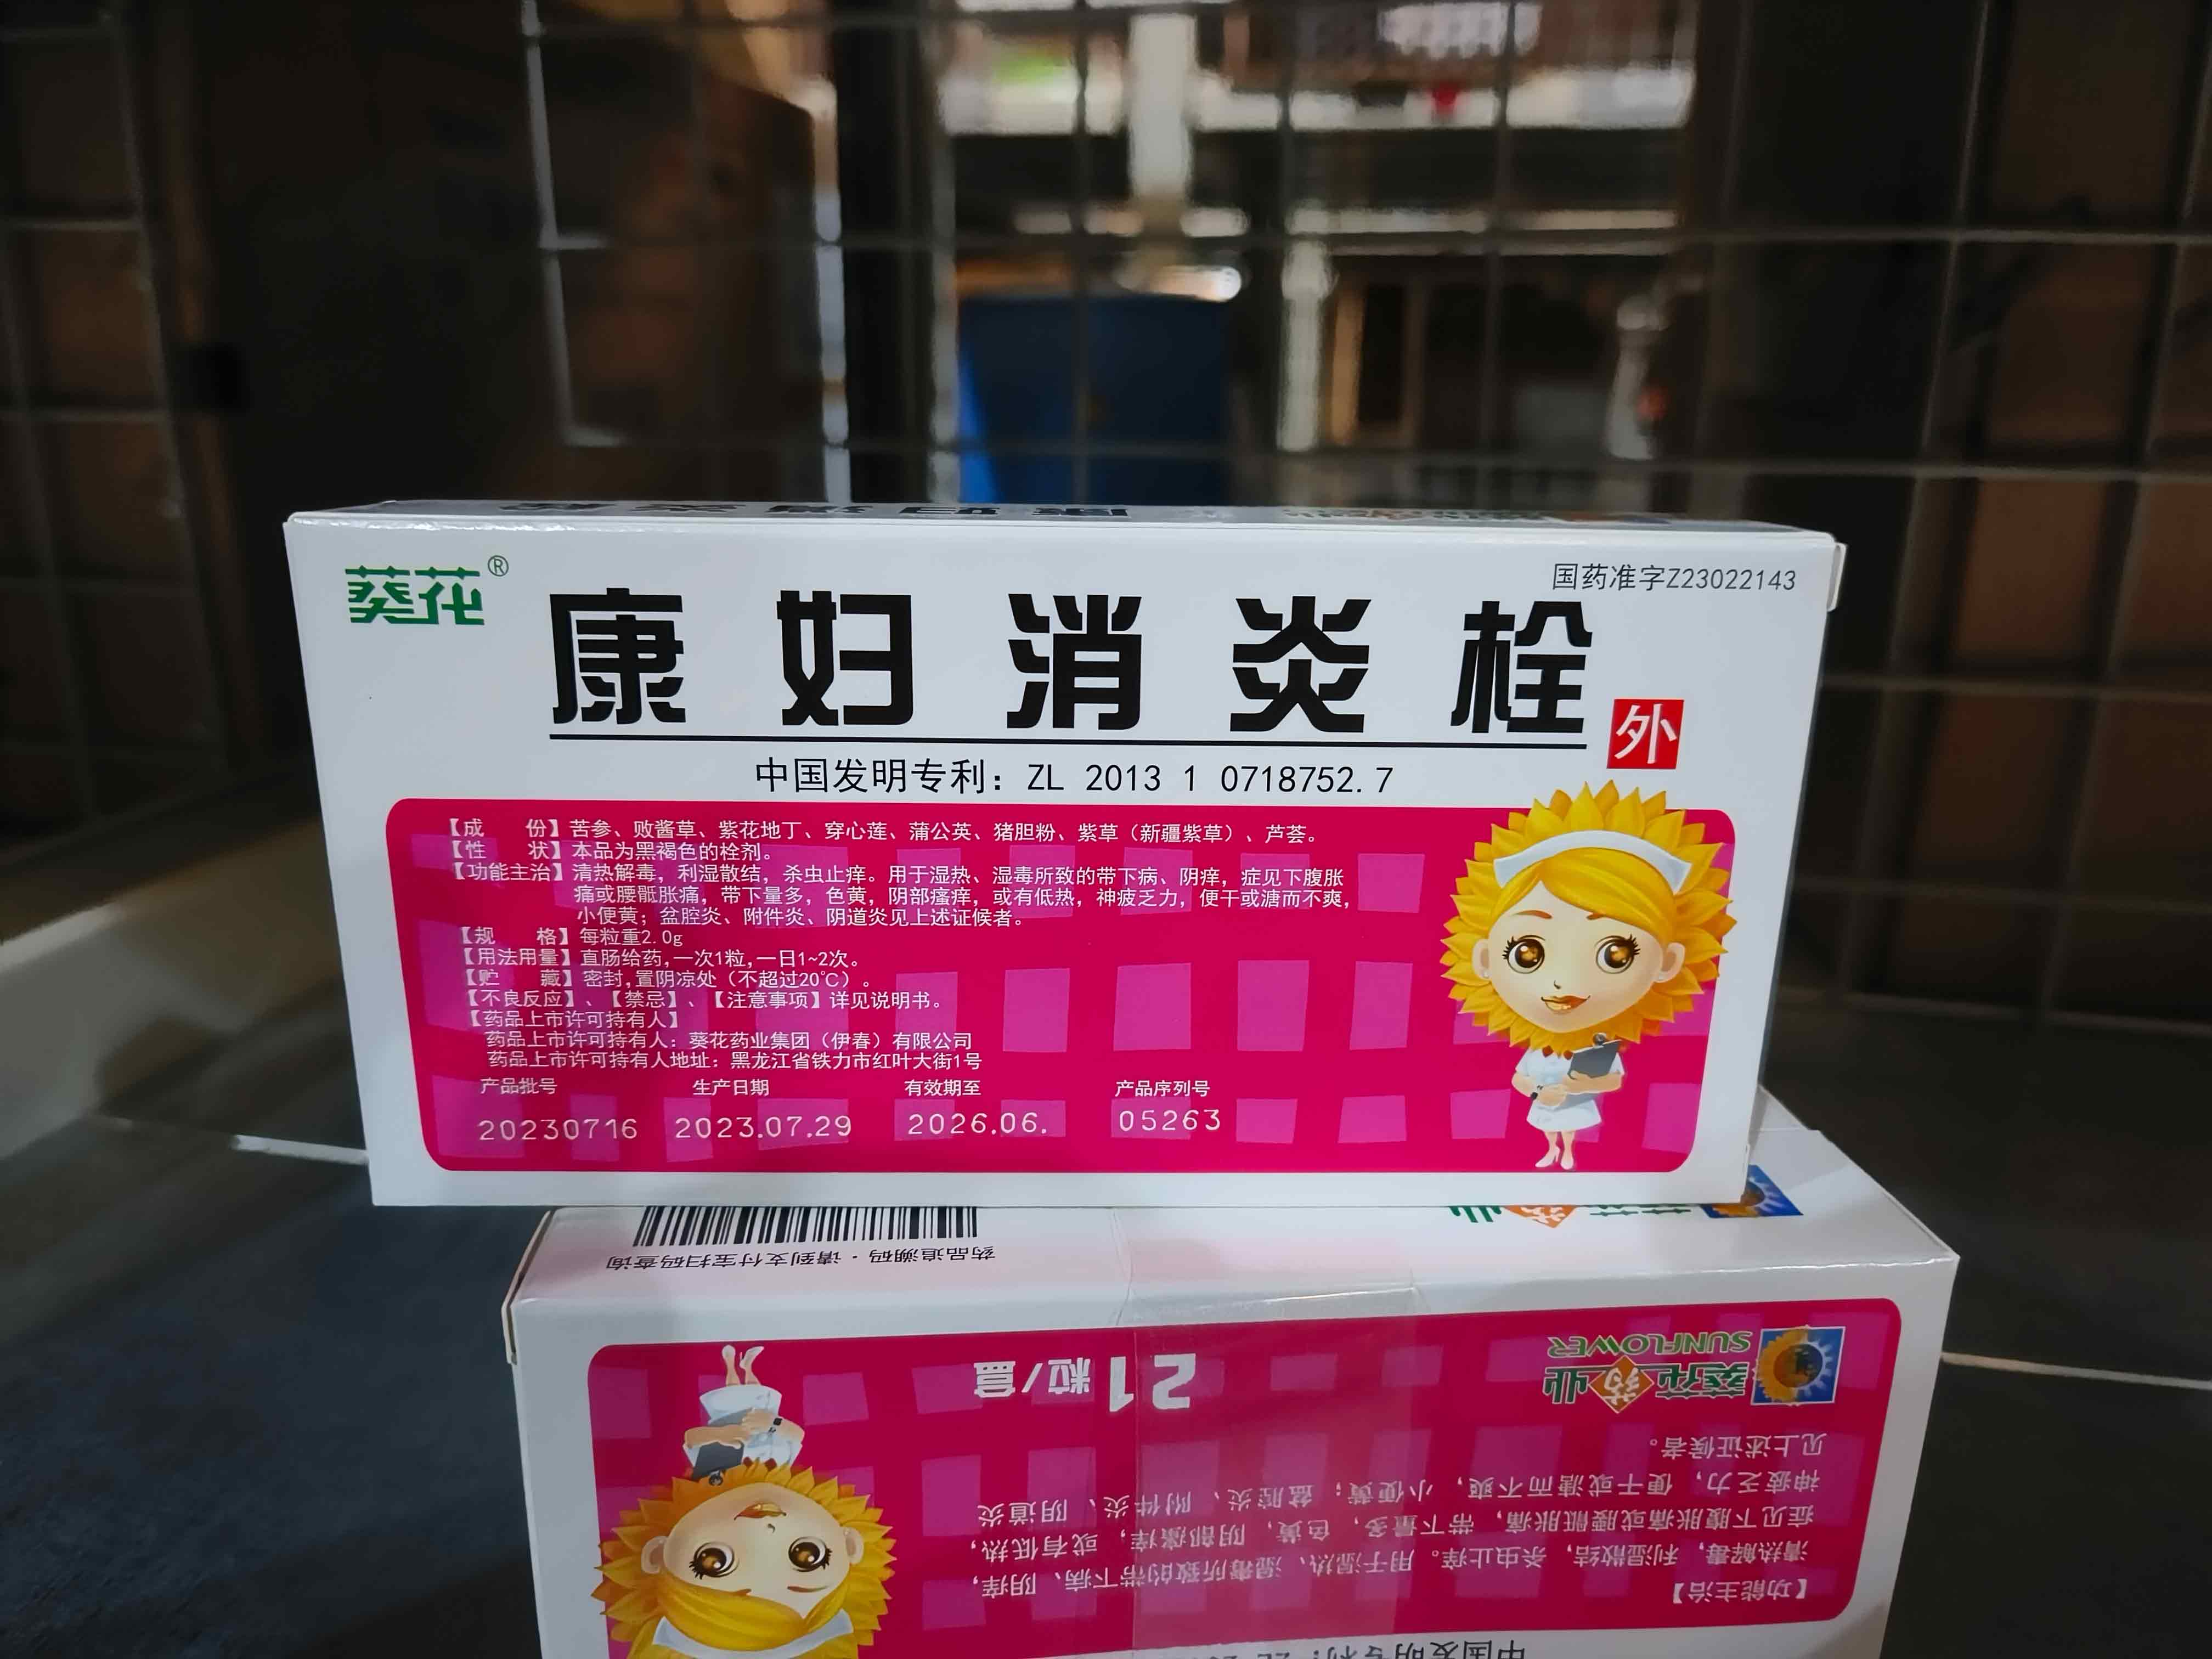 葵花®
国药准字Z23022143
康妇消炎栓
外
中国发明专利：ZL 2013 1 0718752.7
【成 份】苦参、败酱草、紫花地丁、穿心莲、蒲公英、猪胆粉、紫草（新疆紫草）、芦荟。
【性 状】本品为黑褐色的栓剂。
【功能主治】清热解毒，利湿散结，杀虫止痒。用于湿热、湿毒所致的带下病、阴痒，症见下腹胀
痛或腰骶胀痛，带下量多，色黄，阴部瘙痒，或有低热，神疲乏力，便干或溏而不爽，
小便黄；盆腔炎、附件炎、阴道炎见上述证候者。
【规 格】每粒重2.0g
【用法用量】直肠给药,一次1粒,一日1~2次。
【贮 藏】密封,置阴凉处（不超过20℃）。
【不良反应】、【禁忌】、【注意事项】详见说明书。
【药品上市许可持有人】
药品上市许可持有人：葵花药业集团（伊春）有限公司
药品上市许可持有人地址：黑龙江省铁力市红叶大街1号
产品批号 生产日期 有效期至 产品序列号
20230716 2023.07.29 2026.06. 05263
药品追溯码·请到支付宝扫码查询
葵花药业
中国发明专利：ZL
【功能主治】
清热解毒，利湿散结，杀虫止痒。用于湿热、湿毒所致的带下病、阴痒，
症见下腹胀痛或腰骶胀痛，带下量多，色黄，阴部瘙痒，或有低热，
神疲乏力，便干或溏而不爽，小便黄；盆腔炎、附件炎、阴道炎
见上述证候者。
葵花药业
SUNFLOWER
21粒/盒